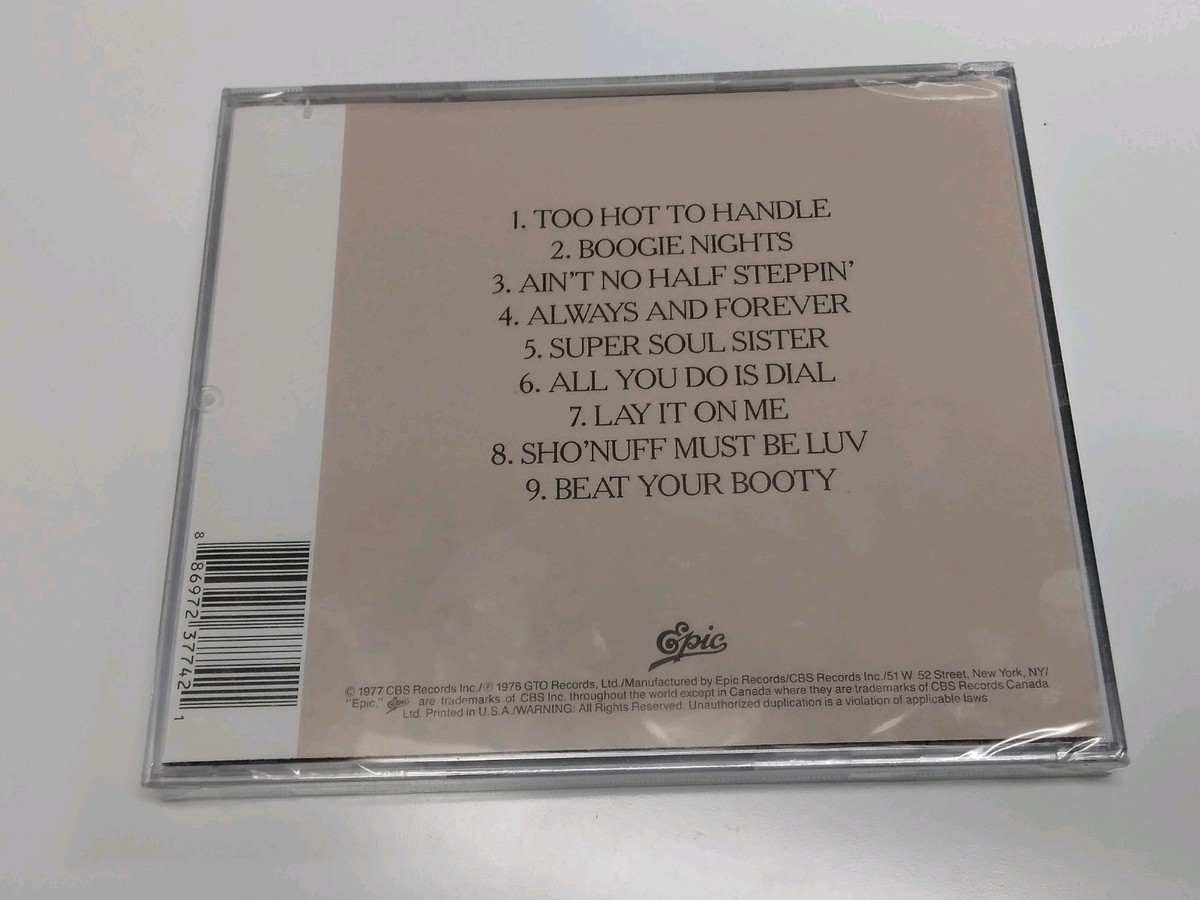 1. TOO HOT TO HANDLE
2. BOOGIE NIGHTS
3. AIN'T NO HALF STEPPIN'
4. ALWAYS AND FOREVER
5. SUPER SOUL SISTER
6. ALL YOU DO IS DIAL
7. LAY IT ON ME
8. SHO'NUFF MUST BE LUV
9. BEAT YOUR BOOTY
8 86972 37742 1
Epic
© 1977 CBS Records Inc./℗ 1976 GTO Records, Ltd./Manufactured by Epic Records/CBS Records Inc./51 W. 52 Street, New York, NY/
"Epic," Epic are trademarks of CBS Inc. throughout the world except in Canada where they are trademarks of CBS Records Canada
Ltd. Printed in U.S.A./WARNING: All Rights Reserved. Unauthorized duplication is a violation of applicable laws.